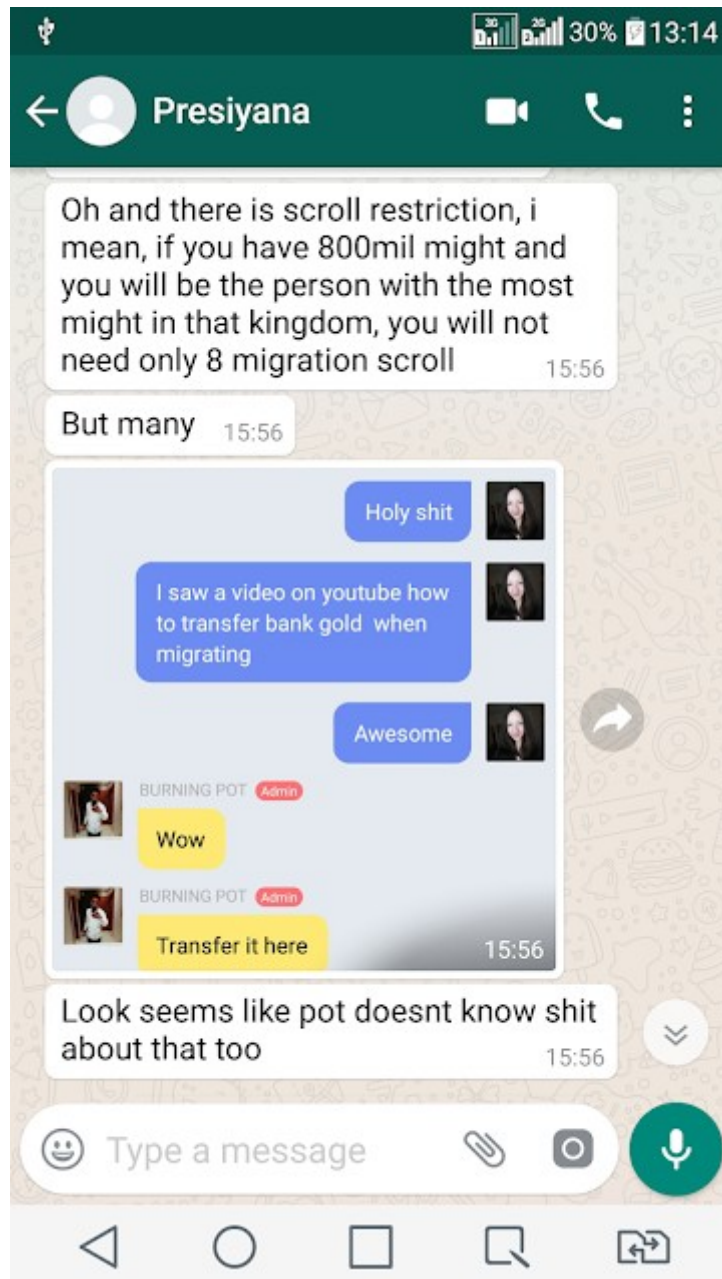 3G 2G 30% 13:14
Presiyana
Oh and there is scroll restriction, i
mean, if you have 800mil might and
you will be the person with the most
might in that kingdom, you will not
need only 8 migration scroll 15:56
But many 15:56
Holy shit
I saw a video on youtube how
to transfer bank gold when
migrating
Awesome
BURNING POT Admin
Wow
BURNING POT Admin
Transfer it here 15:56
Look seems like pot doesnt know shit
about that too 15:56
Type a message